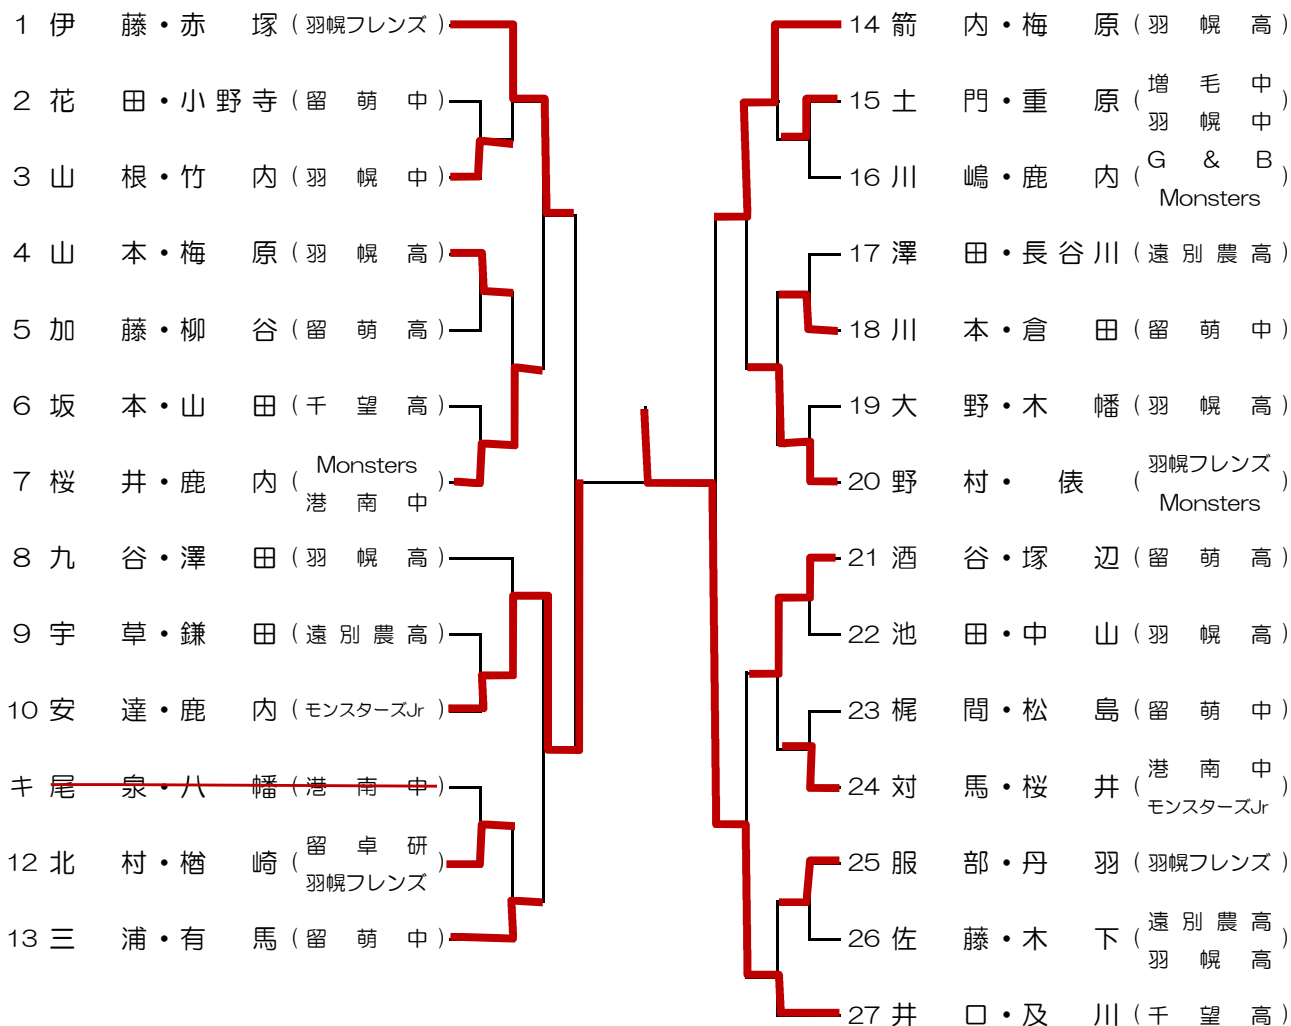 1 伊 藤・赤 塚 (羽幌フレンズ)
2 花 田・小野寺 (留 萌 中)
3 山 根・竹 内 (羽 幌 中)
4 山 本・梅 原 (羽 幌 高)
5 加 藤・柳 谷 (留 萌 高)
6 坂 本・山 田 (千 望 高)
7 桜 井・鹿 内 (Monsters
港 南 中)
8 九 谷・澤 田 (羽 幌 高)
9 宇 草・鎌 田 (遠別農高)
10 安 達・鹿 内 (モンスターズJr)
キ 尾 泉・八 幡 (港 南 中)
12 北 村・楢 崎 (留 卓 研
羽幌フレンズ)
13 三 浦・有 馬 (留 萌 中)
14 箭 内・梅 原 (羽 幌 高)
15 土 門・重 原 (増 毛 中
羽 幌 中)
16 川 嶋・鹿 内 (G & B
Monsters)
17 澤 田・長谷川 (遠別農高)
18 川 本・倉 田 (留 萌 中)
19 大 野・木 幡 (羽 幌 高)
20 野 村・ 俵 (羽幌フレンズ
Monsters)
21 酒 谷・塚 辺 (留 萌 高)
22 池 田・中 山 (羽 幌 高)
23 梶 間・松 島 (留 萌 中)
24 対 馬・桜 井 (港 南 中
モンスターズJr)
25 服 部・丹 羽 (羽幌フレンズ)
26 佐 藤・木 下 (遠別農高
羽 幌 高)
27 井 口・及 川 (千 望 高)